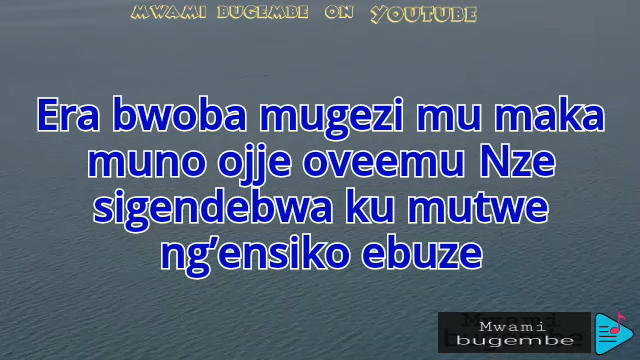 MWAMI BUGEMBE ON YOUTUBE
Era bwoba mugezi mu maka
muno ojje oveemu Nze
sigendebwa ku mutwe
ng’ensiko ebuze
Mwami
bugembe